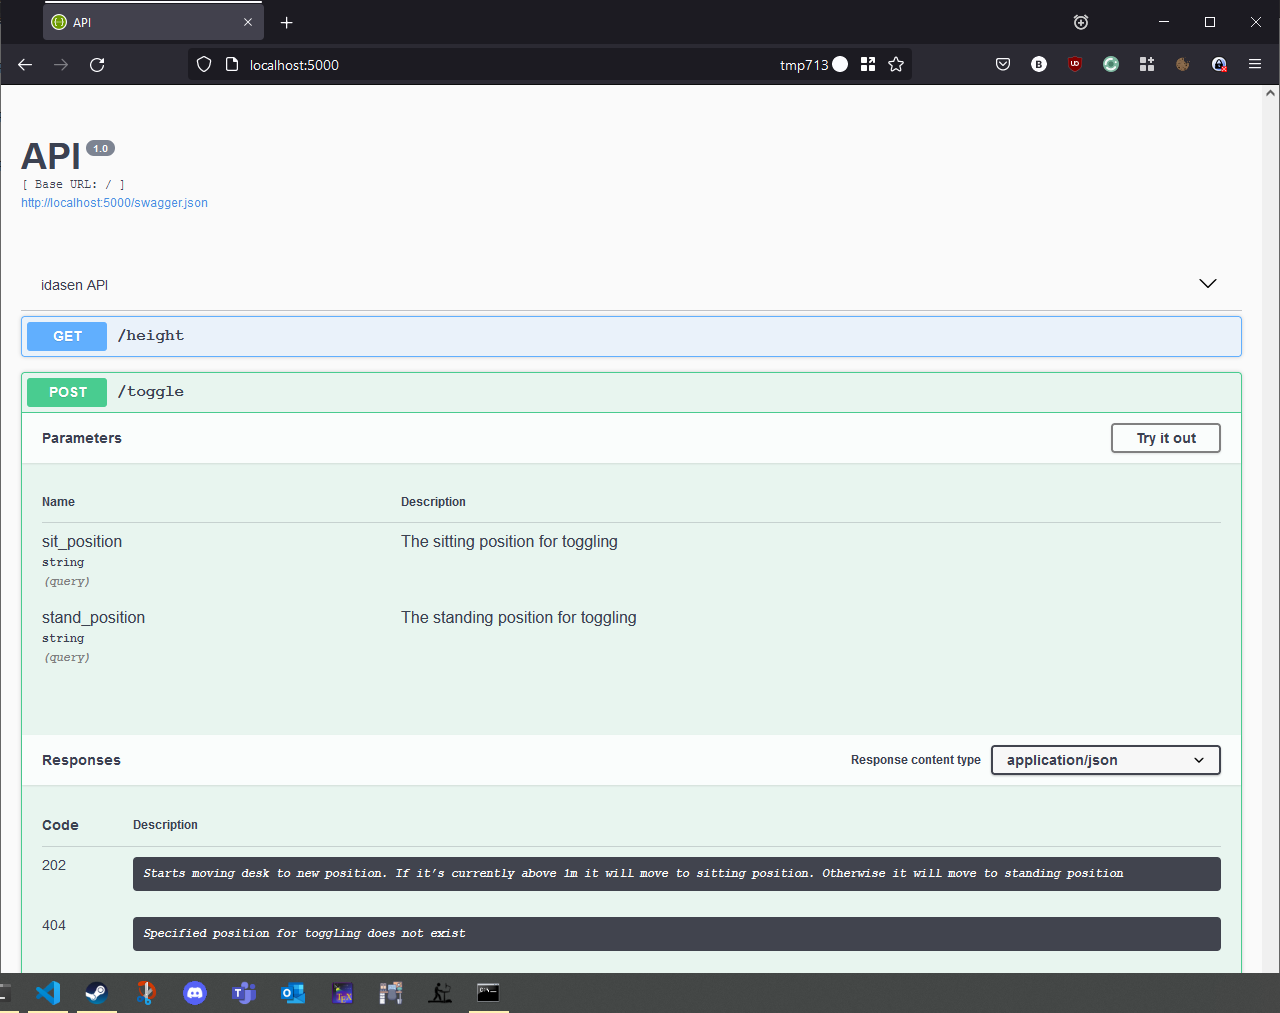 API
localhost:5000
tmp713
API 1.0
[ Base URL: / ]
http://localhost:5000/swagger.json
idasen API
GET /height
POST /toggle
Parameters
Try it out
Name Description
sit_position The sitting position for toggling
string
(query)
stand_position The standing position for toggling
string
(query)
Responses
Response content type application/json
Code Description
202 Starts moving desk to new position. If it’s currently above 1m it will move to sitting position. Otherwise it will move to standing position
404 Specified position for toggling does not exist